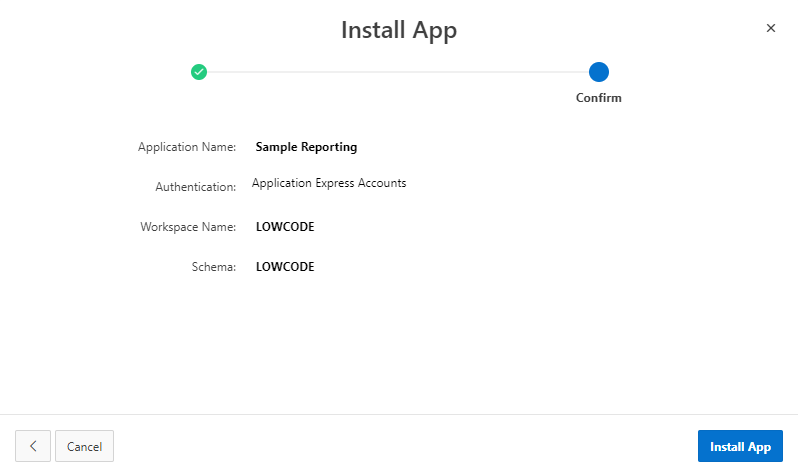 Install App
Confirm
Application Name: Sample Reporting
Authentication: Application Express Accounts
Workspace Name: LOWCODE
Schema: LOWCODE
Cancel
Install App